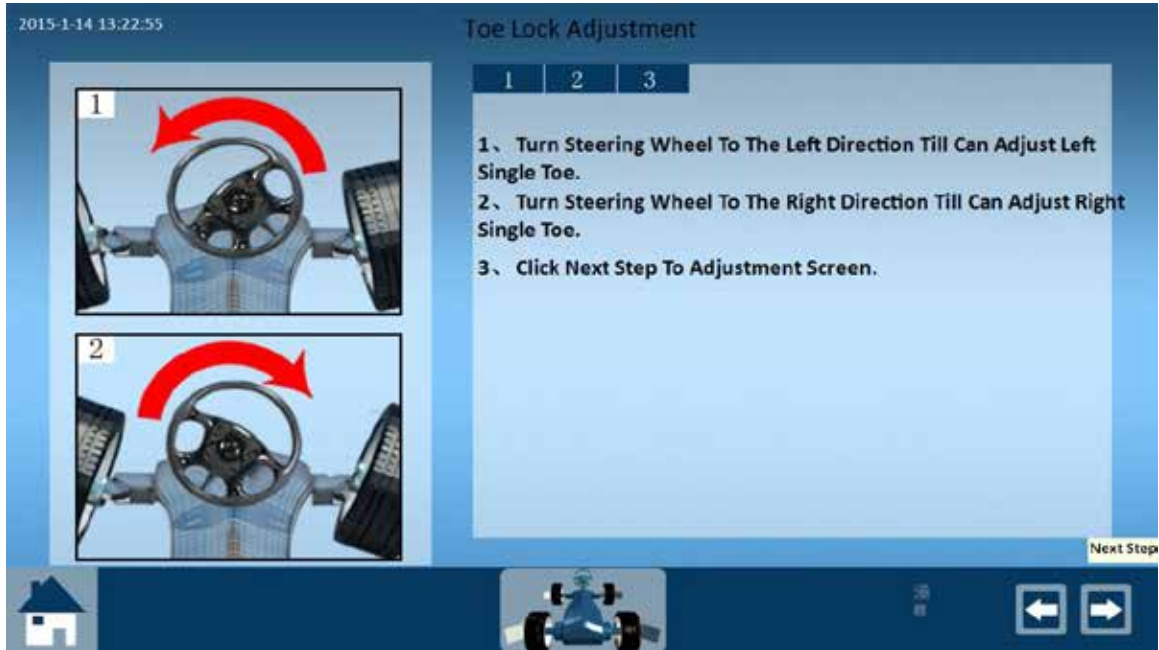 2015-1-14 13:22:55
Toe Lock Adjustment
1
2
1 2 3
1、 Turn Steering Wheel To The Left Direction Till Can Adjust Left
Single Toe.
2、 Turn Steering Wheel To The Right Direction Till Can Adjust Right
Single Toe.
3、 Click Next Step To Adjustment Screen.
Next Step